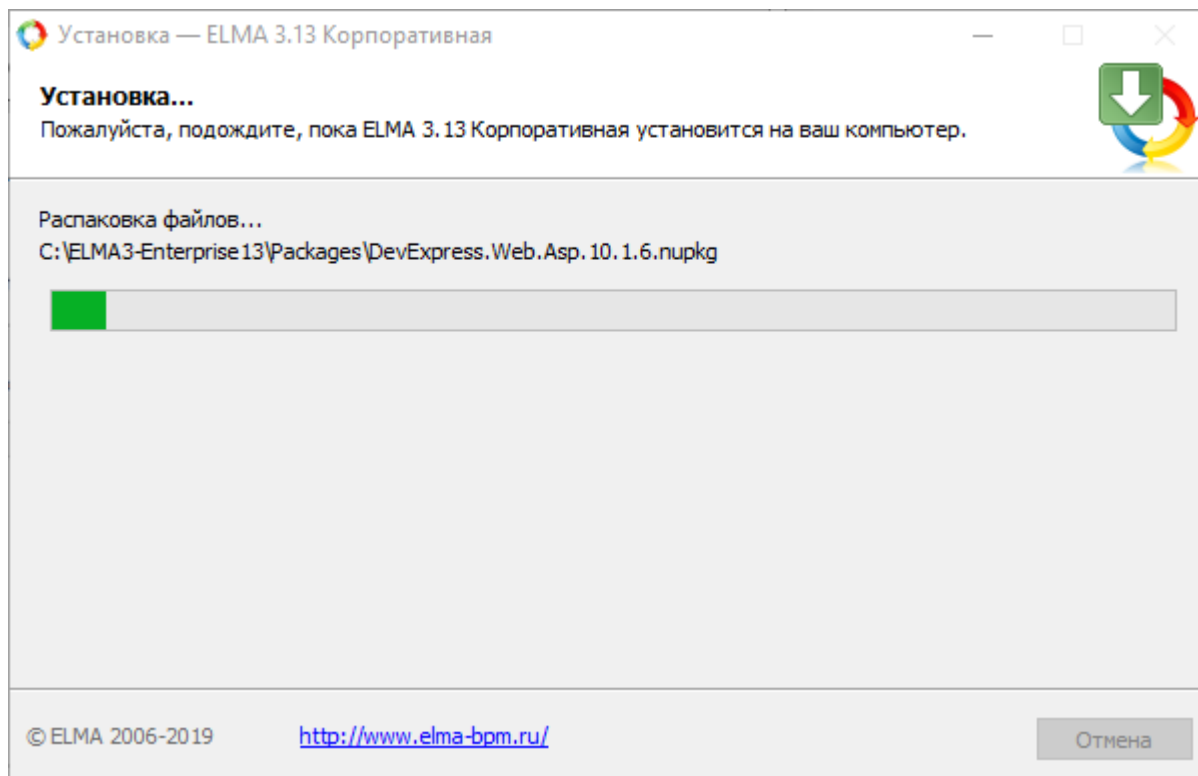 Установка — ELMA 3.13 Корпоративная
Установка...
Пожалуйста, подождите, пока ELMA 3.13 Корпоративная установится на ваш компьютер.
Распаковка файлов...
C:\ELMA3-Enterprise13\Packages\DevExpress.Web.Asp.10.1.6.nupkg
© ELMA 2006-2019 http://www.elma-bpm.ru/ Отмена